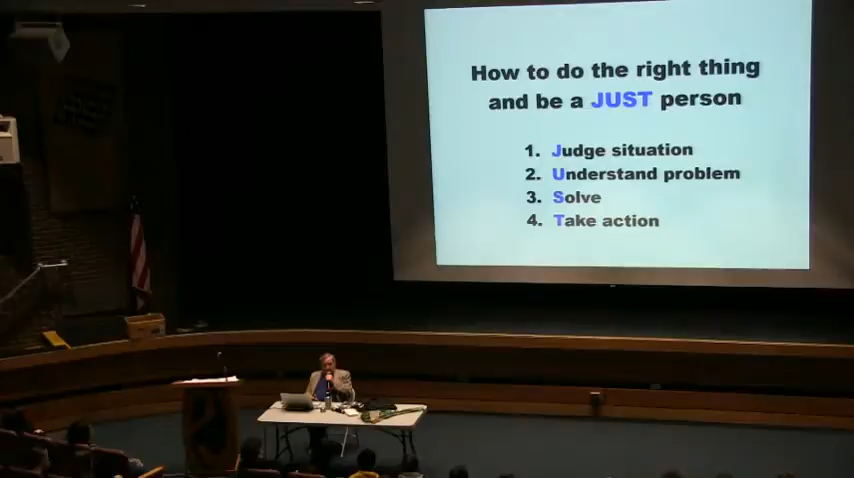 How to do the right thing
and be a JUST person
1. Judge situation
2. Understand problem
3. Solve
4. Take action